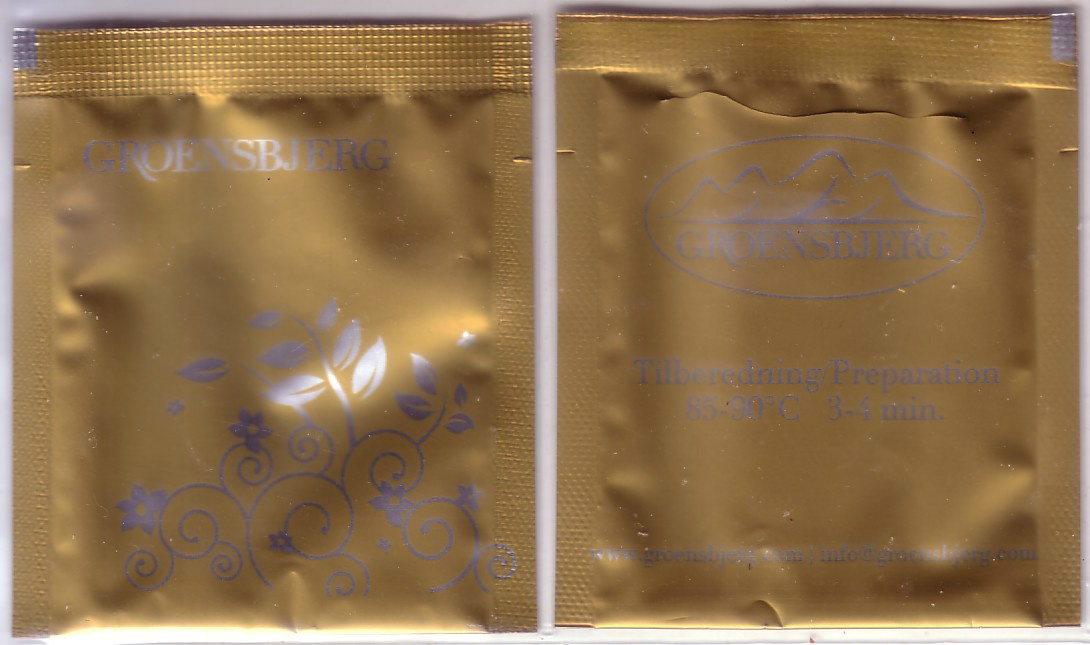 GROENSBJERG
GROENSBJERG
Tilberedning/Preparation
85-90°C 3-4 min.
www.groensbjerg.com | info@groensbjerg.com